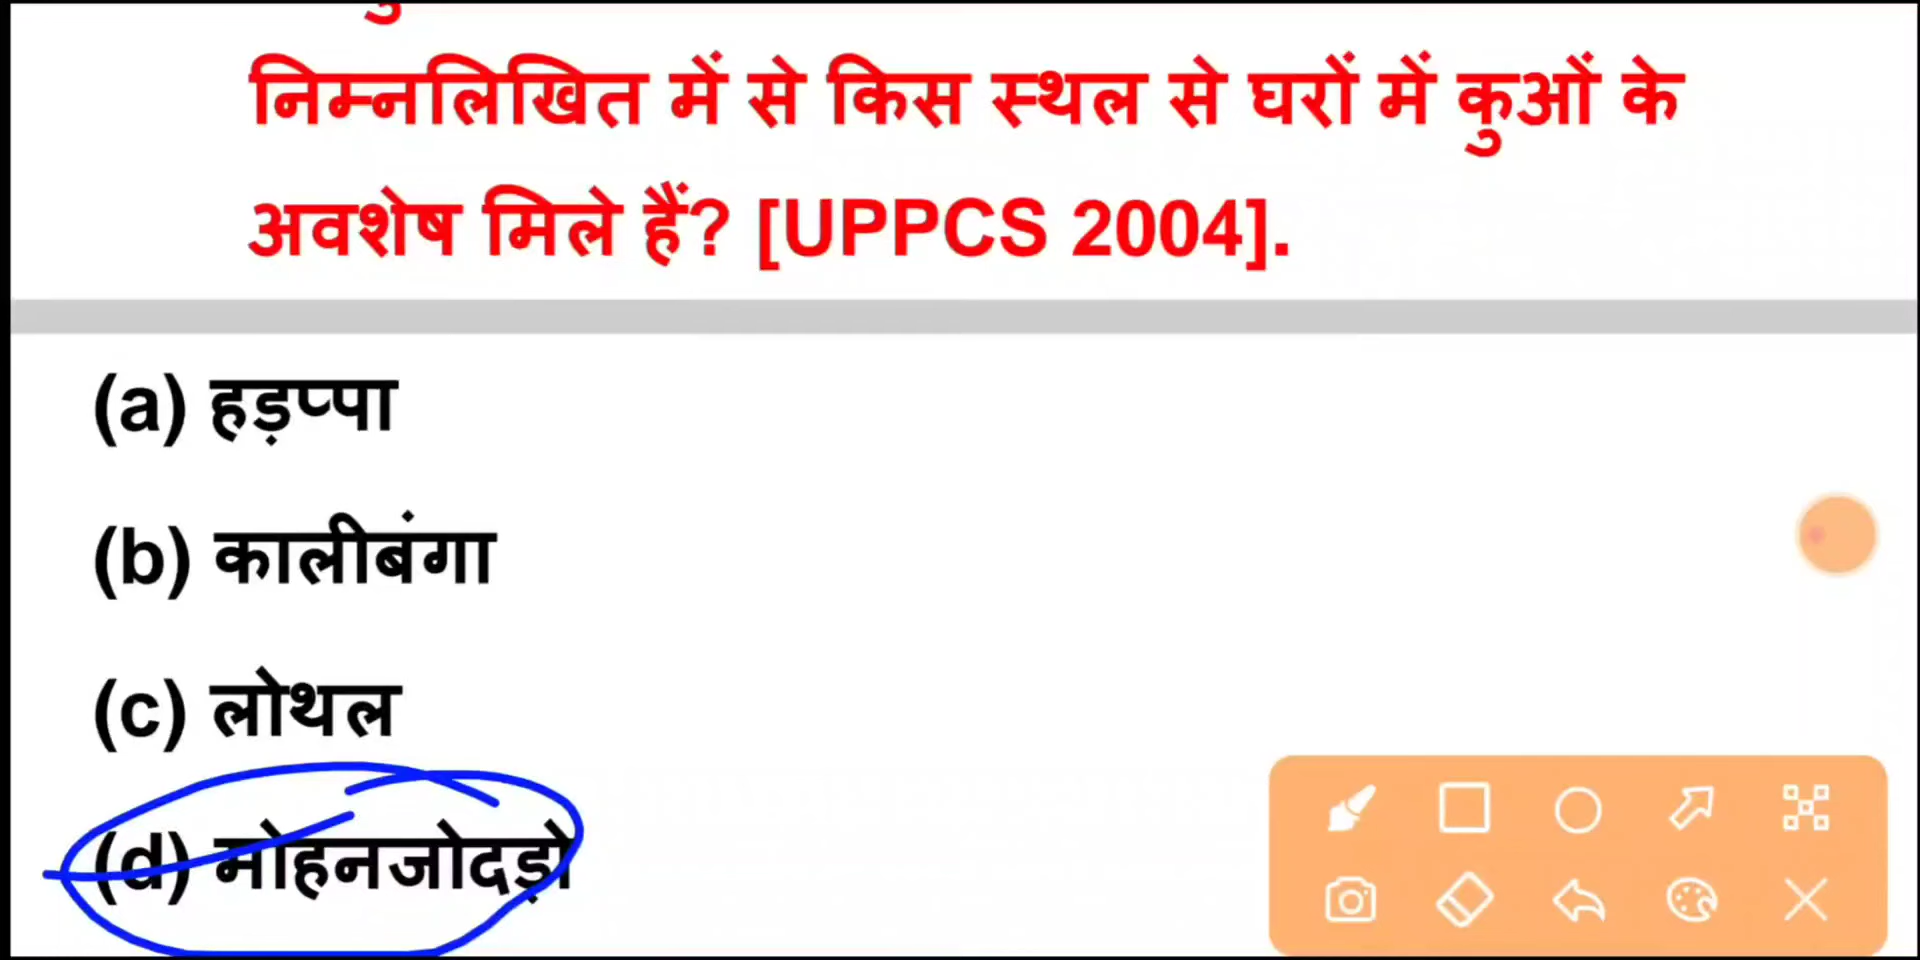 निम्नलिखित में से किस स्थल से घरों में कुओं के
अवशेष मिले हैं? [UPPCS 2004].
(a) हड़प्पा
(b) कालीबंगा
(c) लोथल
(d) मोहनजोदड़ो